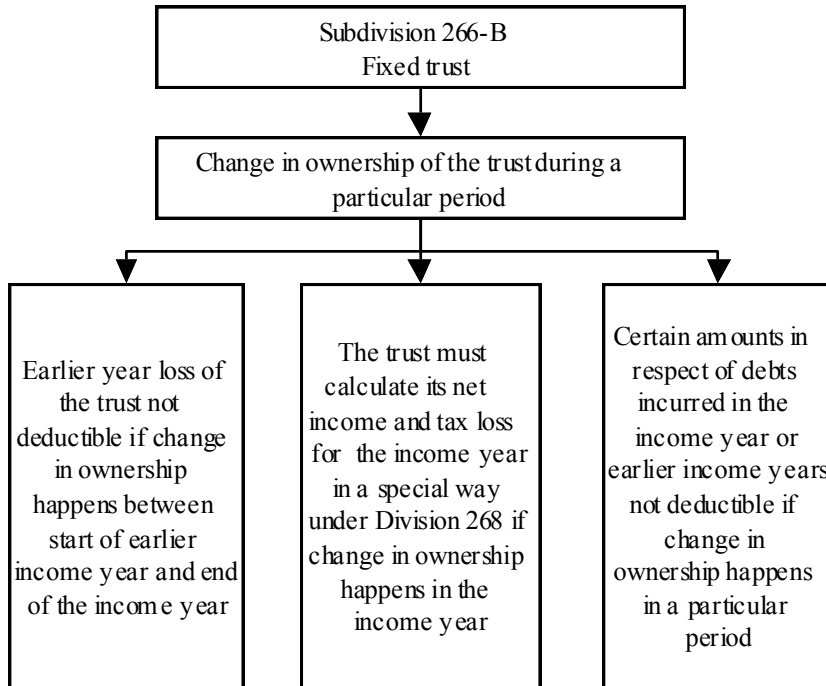 Subdivision 266-B
Fixed trust
Change in ownership of the trust during a
particular period
Earlier year loss of
the trust not
deductible if change
in ownership
happens between
start of earlier
income year and end
of the income year
The trust must
calculate its net
income and tax loss
for the income year
in a special way
under Division 268 if
change in ownership
happens in the
income year
Certain amounts in
respect of debts
incurred in the
income year or
earlier income years
not deductible if
change in
ownership happens
in a particular
period